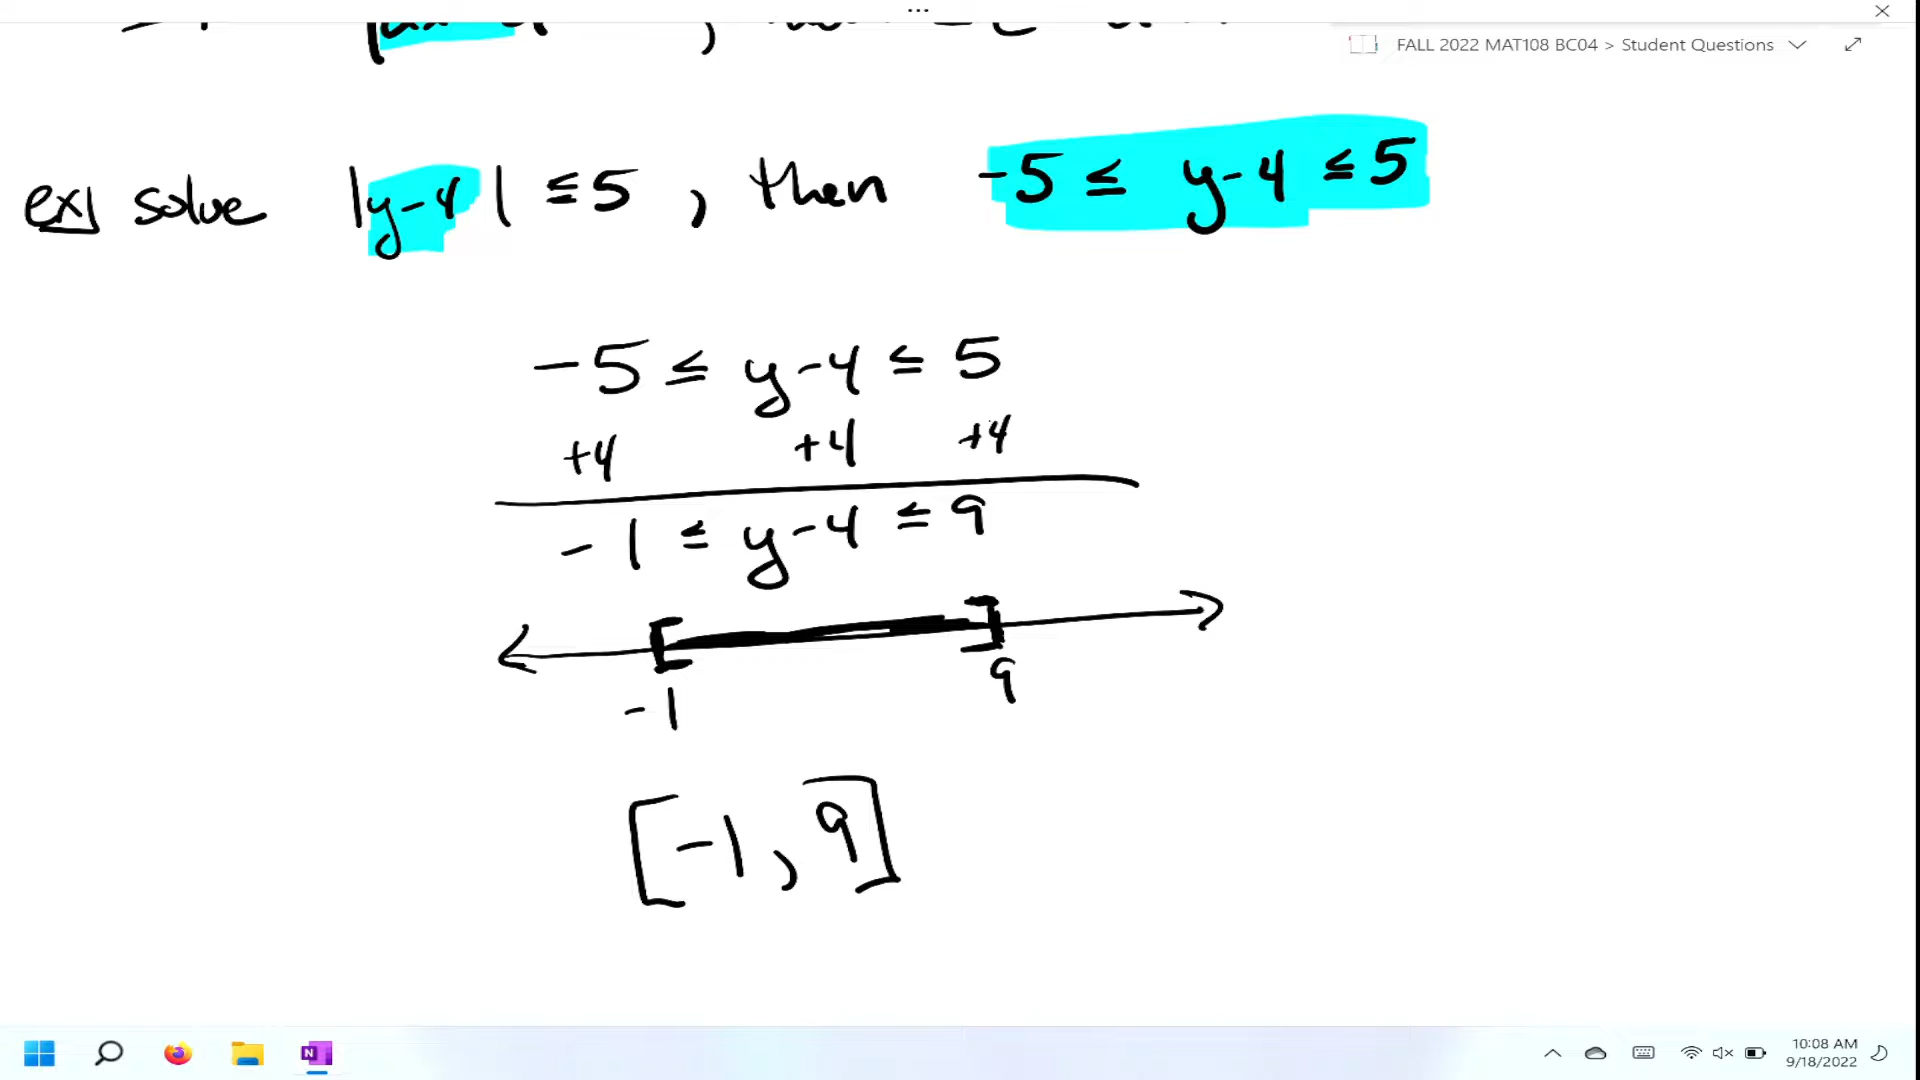 FALL 2022 MAT108 BC04 > Student Questions
ex] solve |y-4| ≤ 5 , then -5 ≤ y-4 ≤ 5
-5 ≤ y-4 ≤ 5
+4 +4 +4
-1 ≤ y-4 ≤ 9
-1 9
[-1, 9]
10:08 AM
9/18/2022